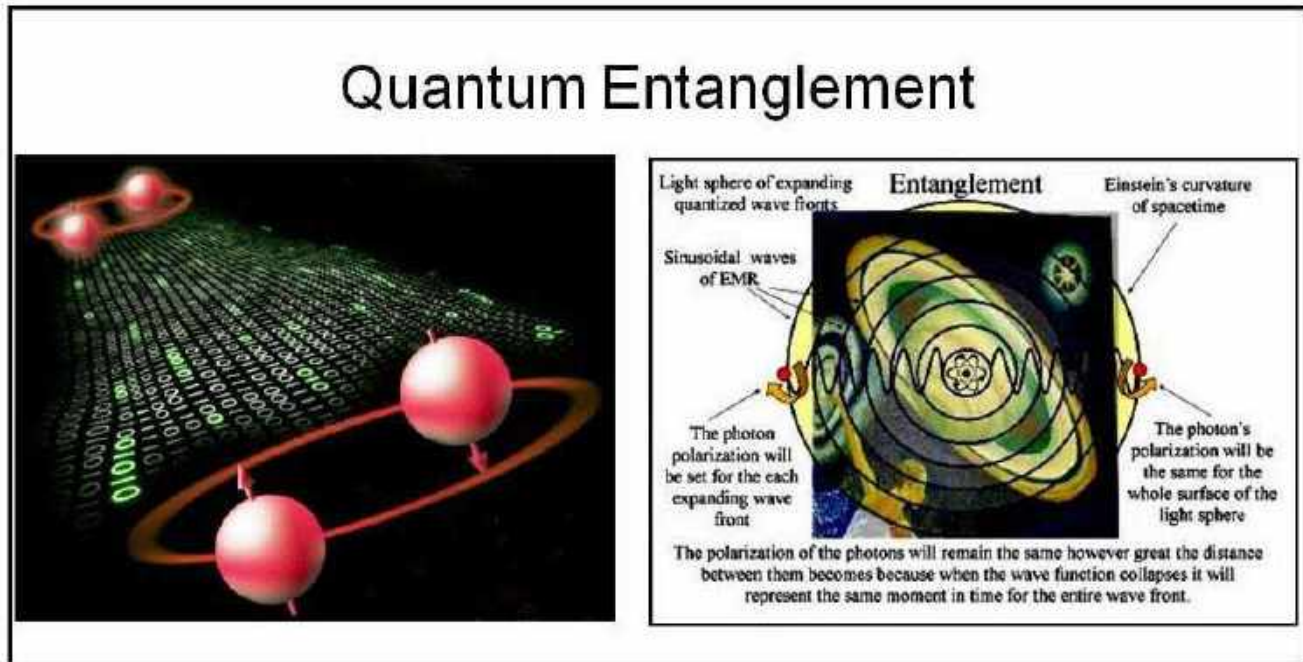 Quantum Entanglement
Light sphere of expanding
quantized wave fronts
Entanglement
Einstein's curvature
of spacetime
Sinusoidal waves
of EMR
The photon
polarization will
be set for the each
expanding wave
front
The photon's
polarization will be
the same for the
whole surface of the
light sphere
The polarization of the photons will remain the same however great the distance
between them becomes because when the wave function collapses it will
represent the same moment in time for the entire wave front.